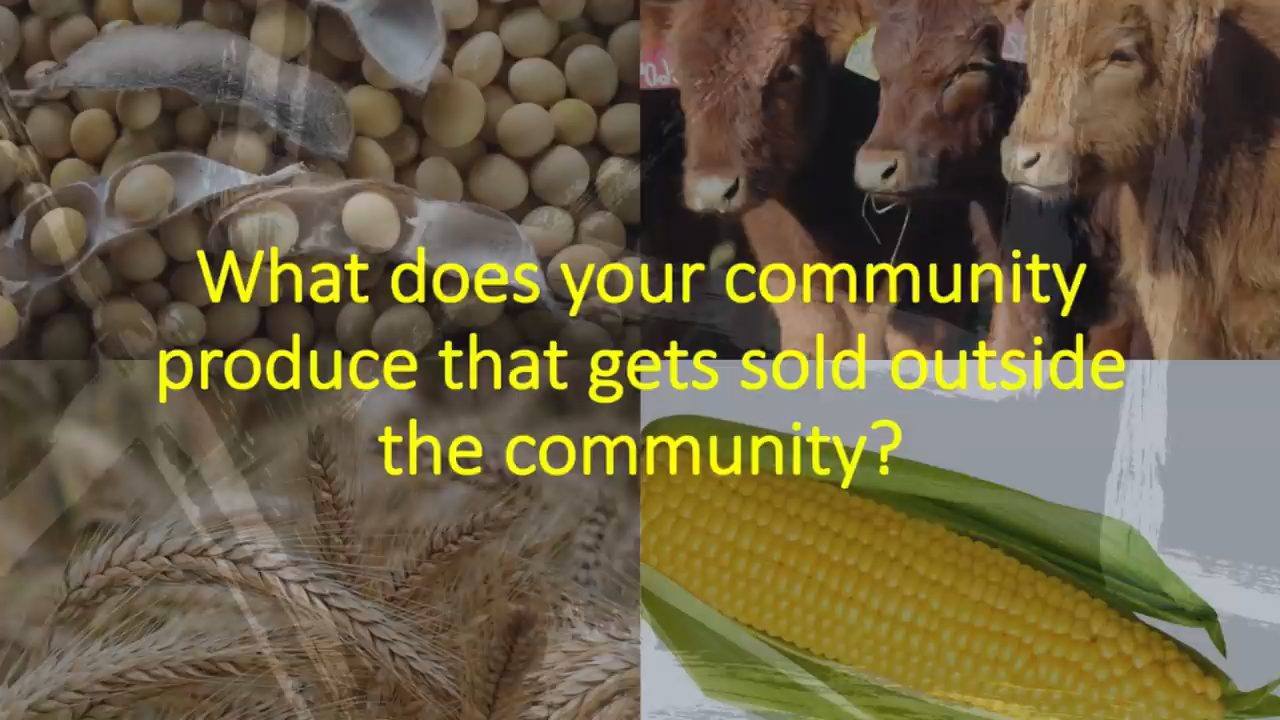 What does your community
produce that gets sold outside
the community?